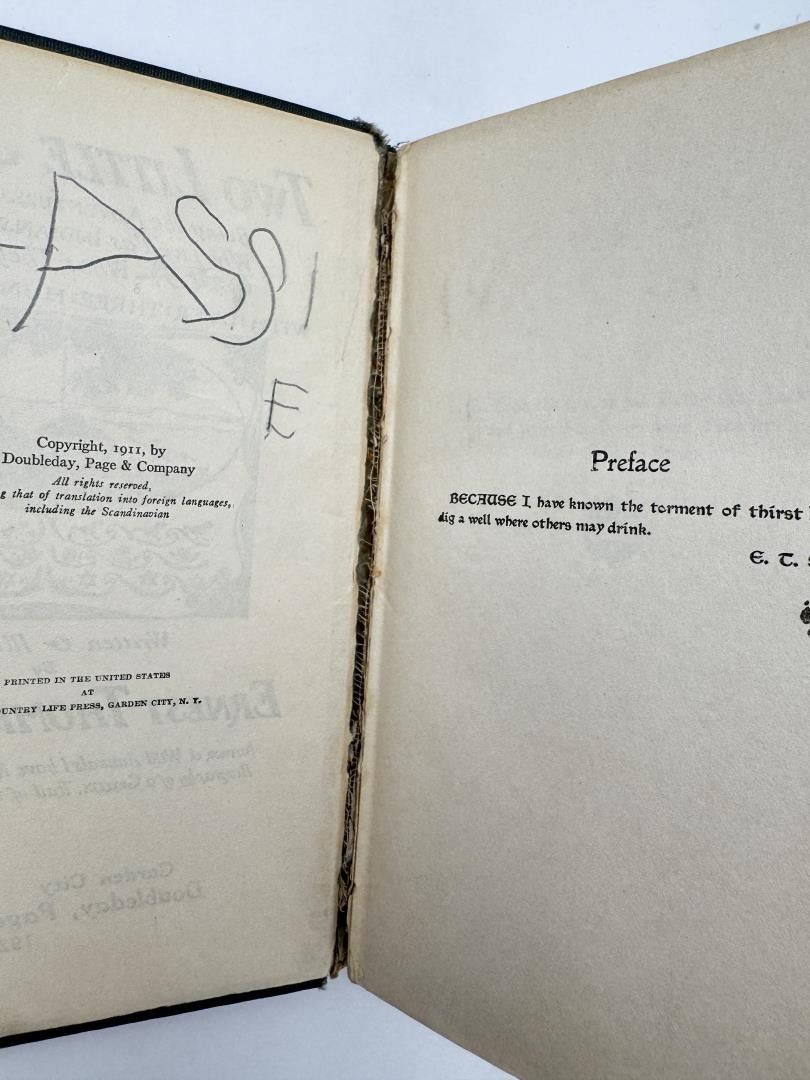 ASSI
E
Copyright, 1911, by
Doubleday, Page & Company
All rights reserved,
that of translation into foreign languages,
including the Scandinavian
PRINTED IN THE UNITED STATES
AT
LIFE PRESS, GARDEN CITY, N. Y.
Preface
BECAUSE I have known the torment of thirst
dig a well where others may drink.
E. T.